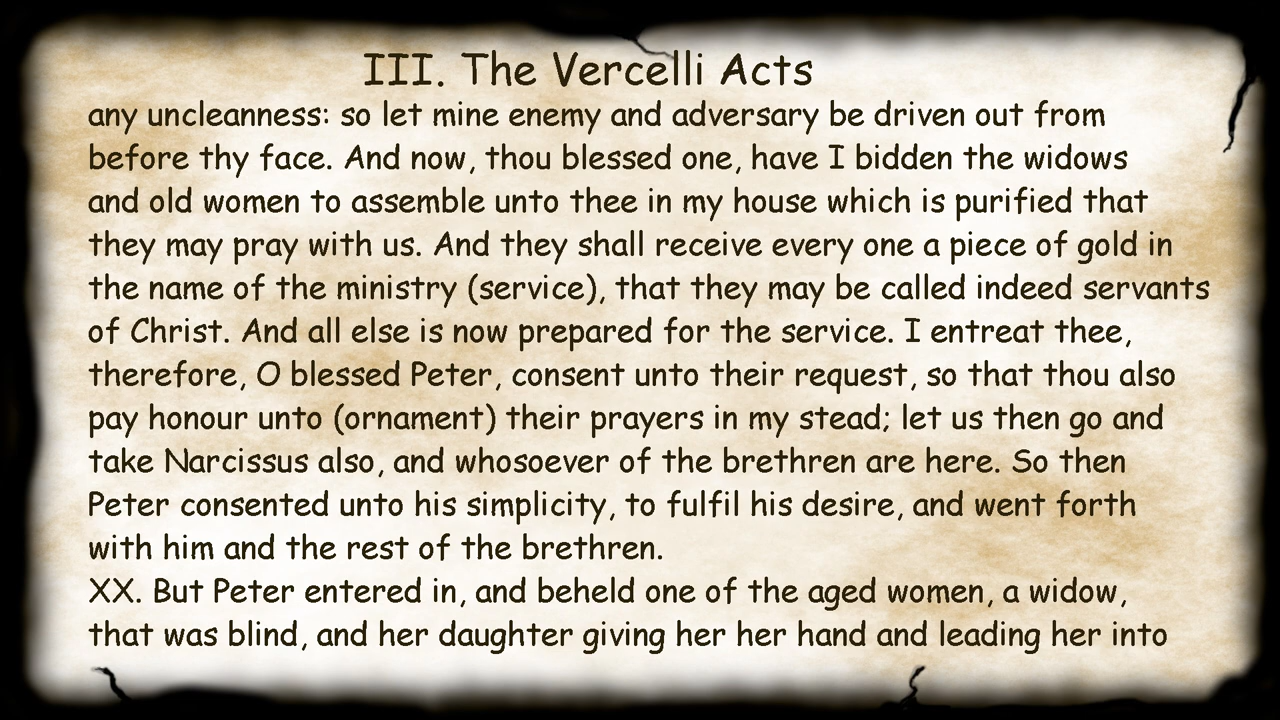 III. The Vercelli Acts
any uncleanness: so let mine enemy and adversary be driven out from
before thy face. And now, thou blessed one, have I bidden the widows
and old women to assemble unto thee in my house which is purified that
they may pray with us. And they shall receive every one a piece of gold in
the name of the ministry (service), that they may be called indeed servants
of Christ. And all else is now prepared for the service. I entreat thee,
therefore, O blessed Peter, consent unto their request, so that thou also
pay honour unto (ornament) their prayers in my stead; let us then go and
take Narcissus also, and whosoever of the brethren are here. So then
Peter consented unto his simplicity, to fulfil his desire, and went forth
with him and the rest of the brethren.
XX. But Peter entered in, and beheld one of the aged women, a widow,
that was blind, and her daughter giving her her hand and leading her into